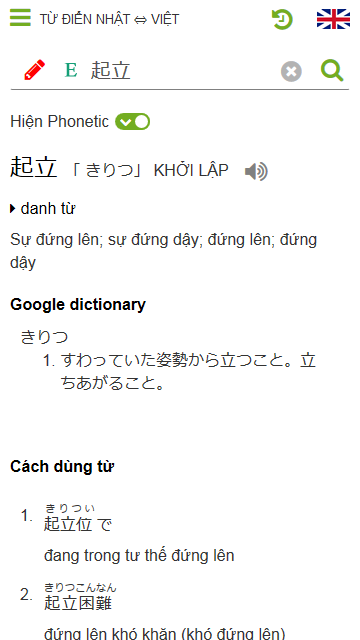 TỪ ĐIỂN NHẬT ⇔ VIỆT
E 起立
Hiện Phonetic
起立 「 きりつ」 KHỞI LẬP
danh từ
Sự đứng lên; sự đứng dậy; đứng lên; đứng
dậy
Google dictionary
きりつ
1. すわっていた姿勢から立つこと。立
ちあがること。
Cách dùng từ
きりつい
1. 起立位 で
đang trong tư thế đứng lên
きりつこんなん
2. 起立困難
đứng lên khó khăn (khó đứng lên)